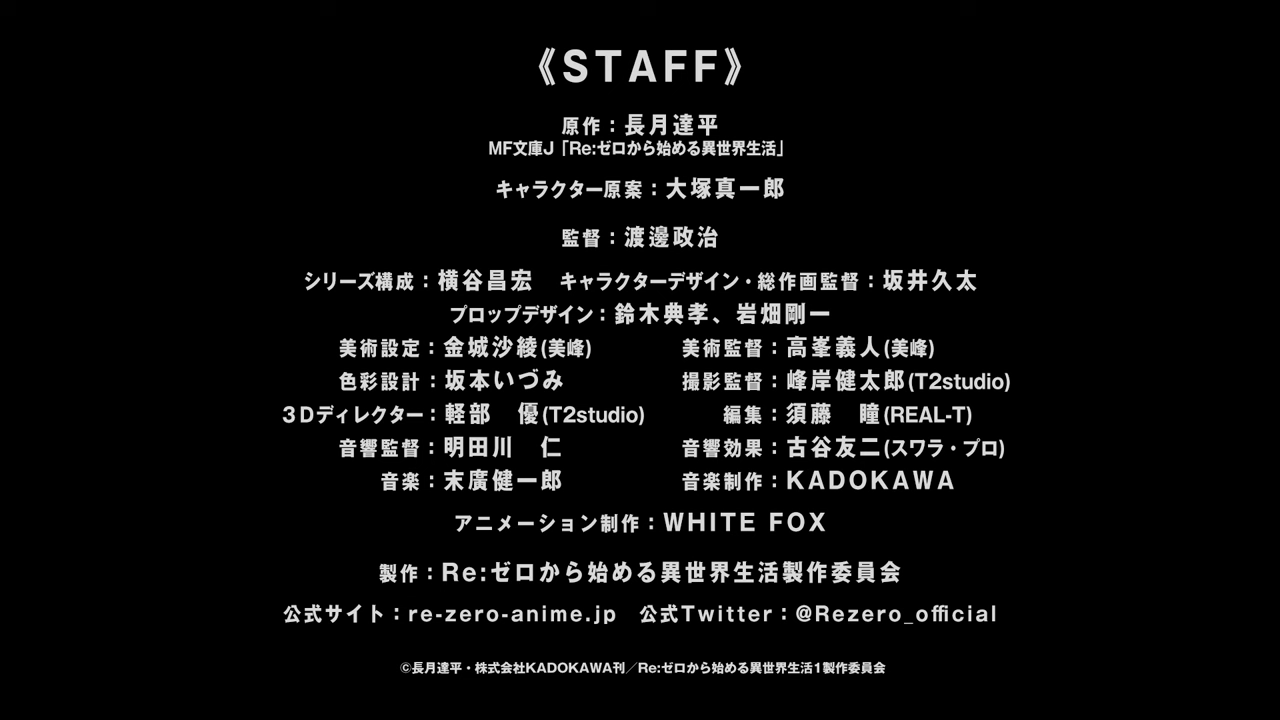 《STAFF》
原作：長月達平
MF文庫J「Re:ゼロから始める異世界生活」
キャラクター原案：大塚真一郎
監督：渡邊政治
シリーズ構成：横谷昌宏　キャラクターデザイン・総作画監督：坂井久太
プロップデザイン：鈴木典孝、岩畑剛一
美術設定：金城沙綾(美峰)　美術監督：高峯義人(美峰)
色彩設計：坂本いづみ　撮影監督：峰岸健太郎(T2studio)
3Dディレクター：軽部　優(T2studio)　編集：須藤　瞳(REAL-T)
音響監督：明田川　仁　音響効果：古谷友二(スワラ・プロ)
音楽：末廣健一郎　音楽制作：KADOKAWA
アニメーション制作：WHITE FOX
製作：Re:ゼロから始める異世界生活製作委員会
公式サイト：re-zero-anime.jp　公式Twitter：@Rezero_official
©長月達平・株式会社KADOKAWA刊／Re:ゼロから始める異世界生活1製作委員会